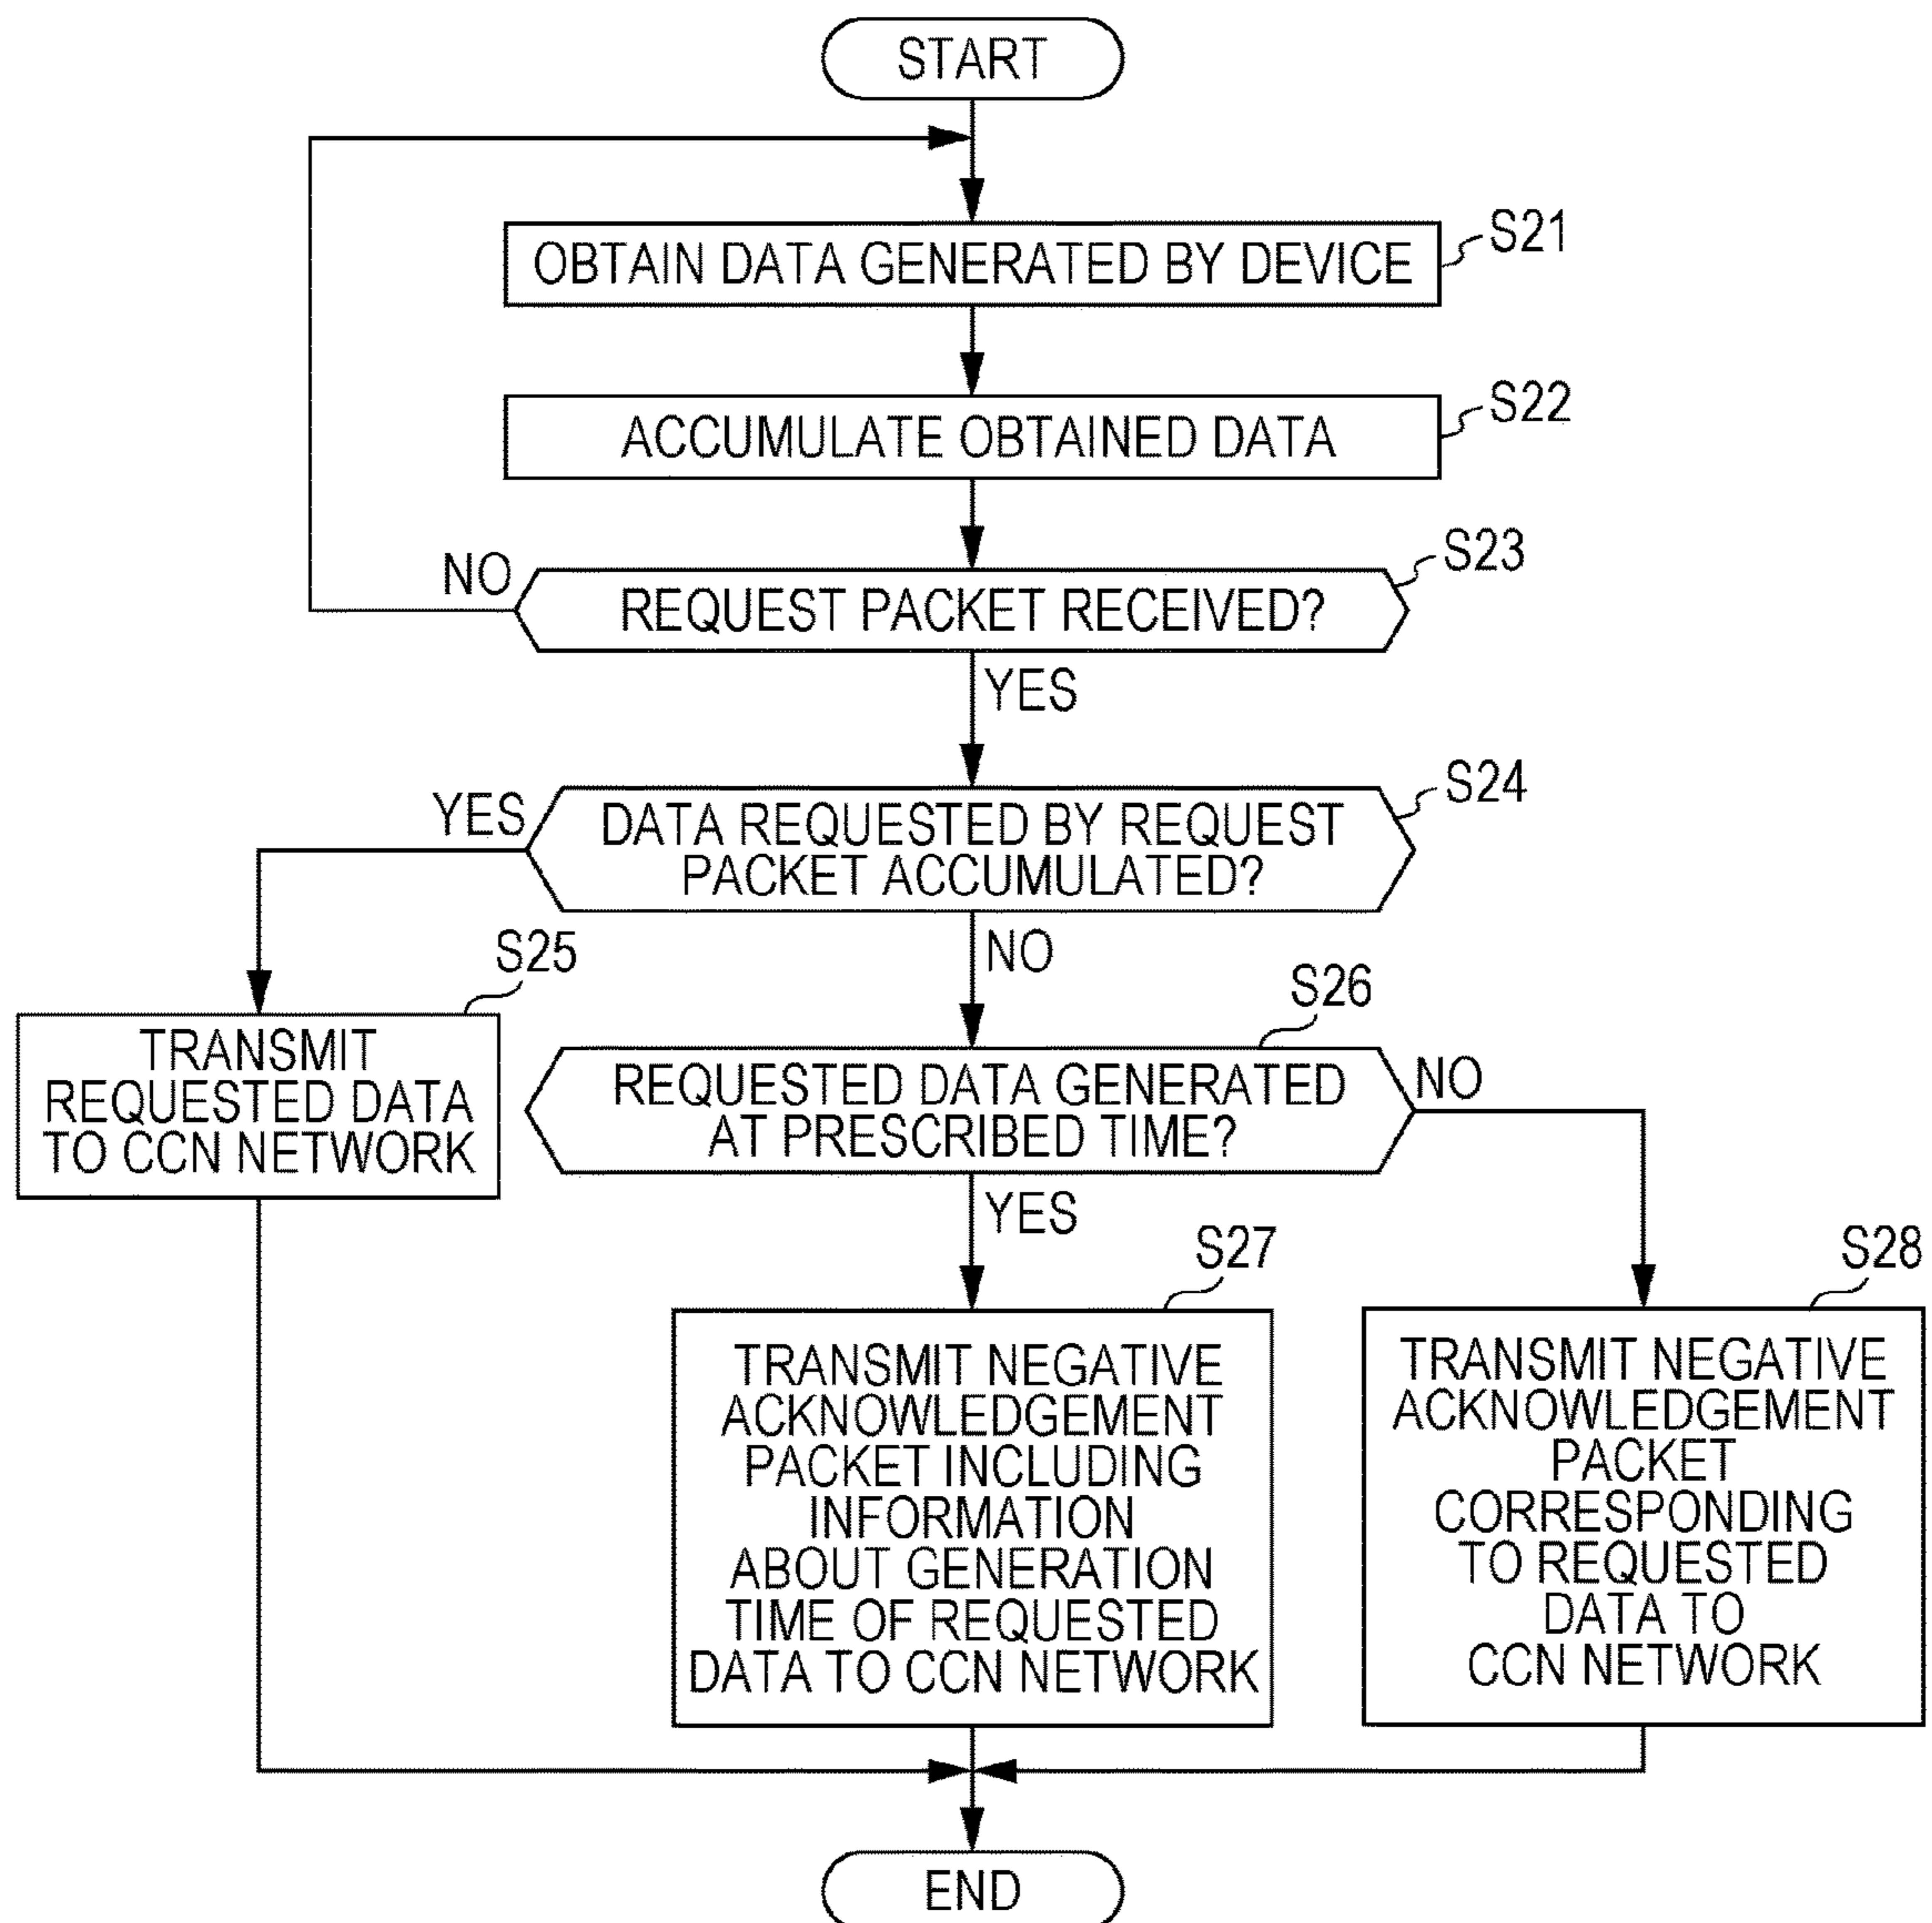 START
OBTAIN DATA GENERATED BY DEVICE
S21
ACCUMULATE OBTAINED DATA
S22
REQUEST PACKET RECEIVED?
S23
NO
YES
DATA REQUESTED BY REQUEST
PACKET ACCUMULATED?
S24
YES
NO
S25
TRANSMIT
REQUESTED DATA
TO CCN NETWORK
S26
REQUESTED DATA GENERATED
AT PRESCRIBED TIME?
NO
YES
S27
TRANSMIT NEGATIVE
ACKNOWLEDGEMENT
PACKET INCLUDING
INFORMATION
ABOUT GENERATION
TIME OF REQUESTED
DATA TO CCN NETWORK
S28
TRANSMIT NEGATIVE
ACKNOWLEDGEMENT
PACKET
CORRESPONDING
TO REQUESTED
DATA TO
CCN NETWORK
END